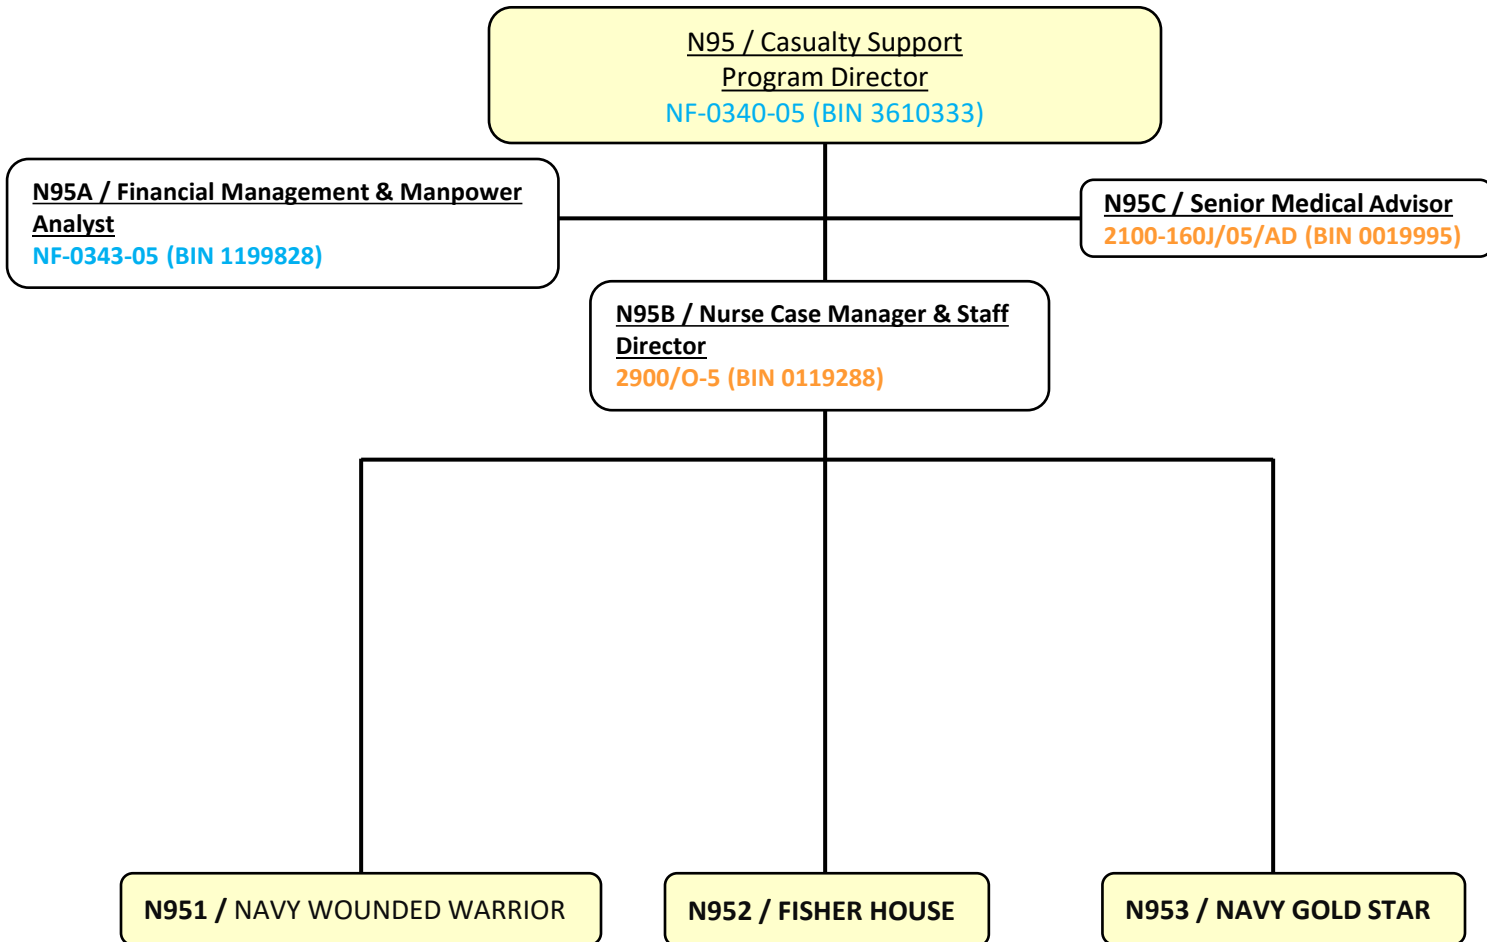 N95 / Casualty Support
Program Director
NF-0340-05 (BIN 3610333)
N95A / Financial Management & Manpower
Analyst
NF-0343-05 (BIN 1199828)
N95C / Senior Medical Advisor
2100-160J/05/AD (BIN 0019995)
N95B / Nurse Case Manager & Staff
Director
2900/O-5 (BIN 0119288)
N951 / NAVY WOUNDED WARRIOR
N952 / FISHER HOUSE
N953 / NAVY GOLD STAR